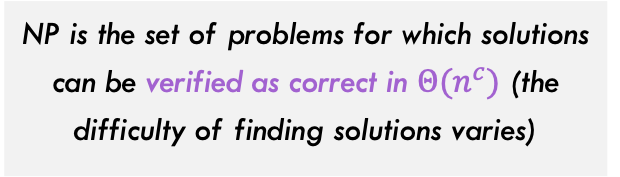 NP is the set of problems for which solutions
can be verified as correct in Θ(n^c) (the
difficulty of finding solutions varies)